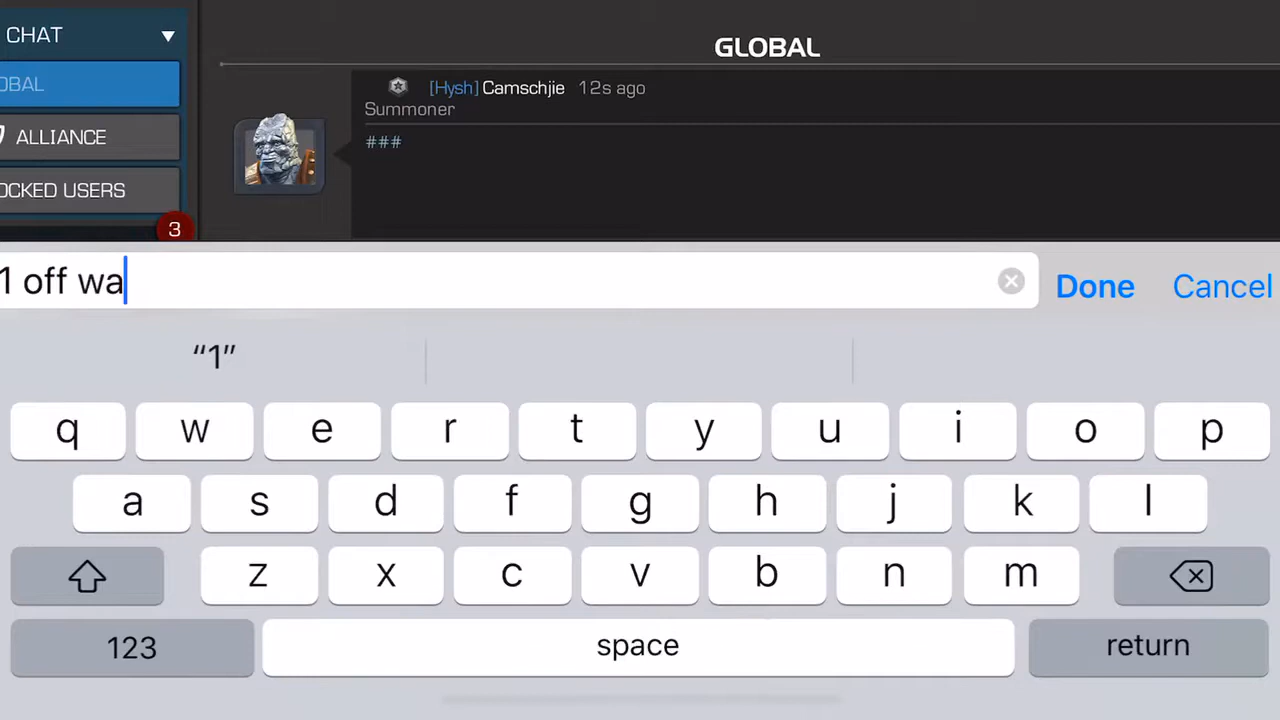 CHAT
GLOBAL
OBAL
[Hysh] Camschjie 12s ago
Summoner
ALLIANCE
###
OCKED USERS
3
1 off wa
Done
Cancel
“1”
q w e r t y u i o p
a s d f g h j k l
z x c v b n m
123
space
return